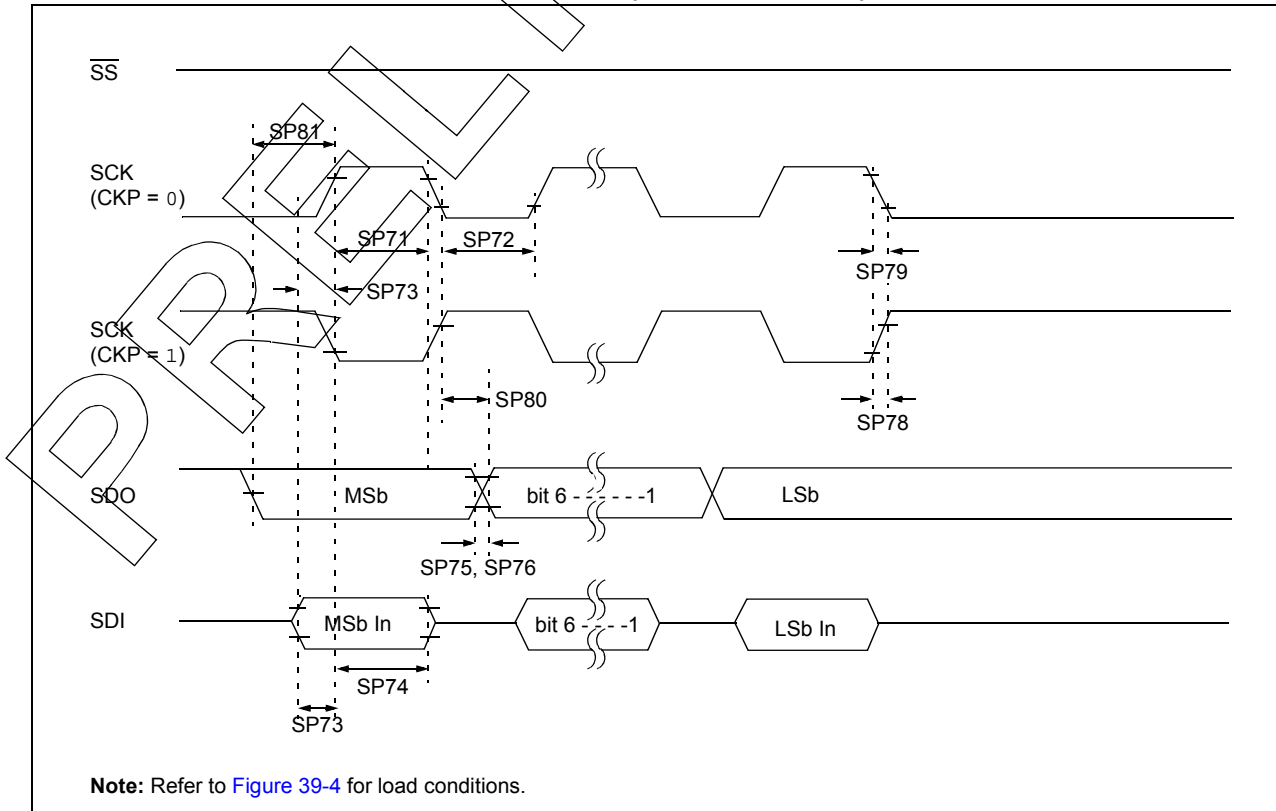 SS
SP81
SCK
(CKP = 0)
SP71
SP72
SP79
SP73
SCK
(CKP = 1)
SP80
SP78
SDO
MSb
bit 6 - - - - - -1
LSb
SP75, SP76
SDI
MSb In
bit 6 - - - -1
LSb In
SP74
SP73
Note: Refer to Figure 39-4 for load conditions.